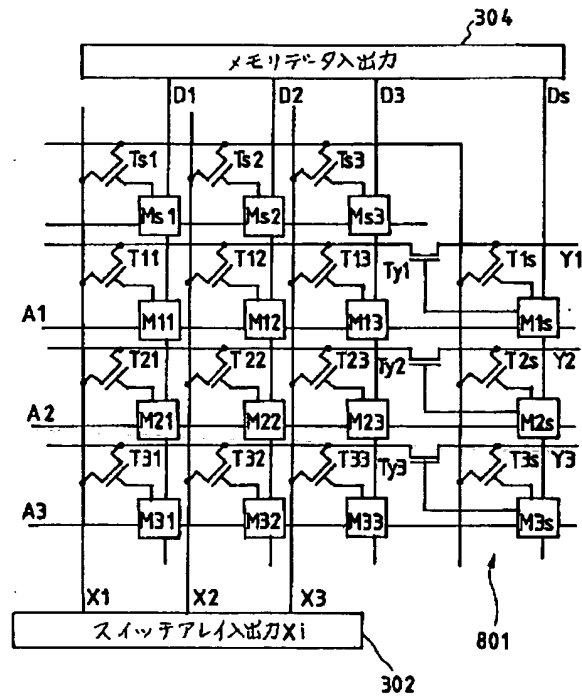 304
メモリデータ入出力
D1 D2 D3 Ds
Ts1 Ts2 Ts3
Ms1 Ms2 Ms3
T11 T12 T13 Ty1 T1s Y1
A1 M11 M12 M13 M1s
T21 T22 T23 Ty2 T2s Y2
A2 M21 M22 M23 M2s
T31 T32 T33 Ty3 T3s Y3
A3 M31 M32 M33 M3s
X1 X2 X3
スイッチアレイ入出力Xi
801
302